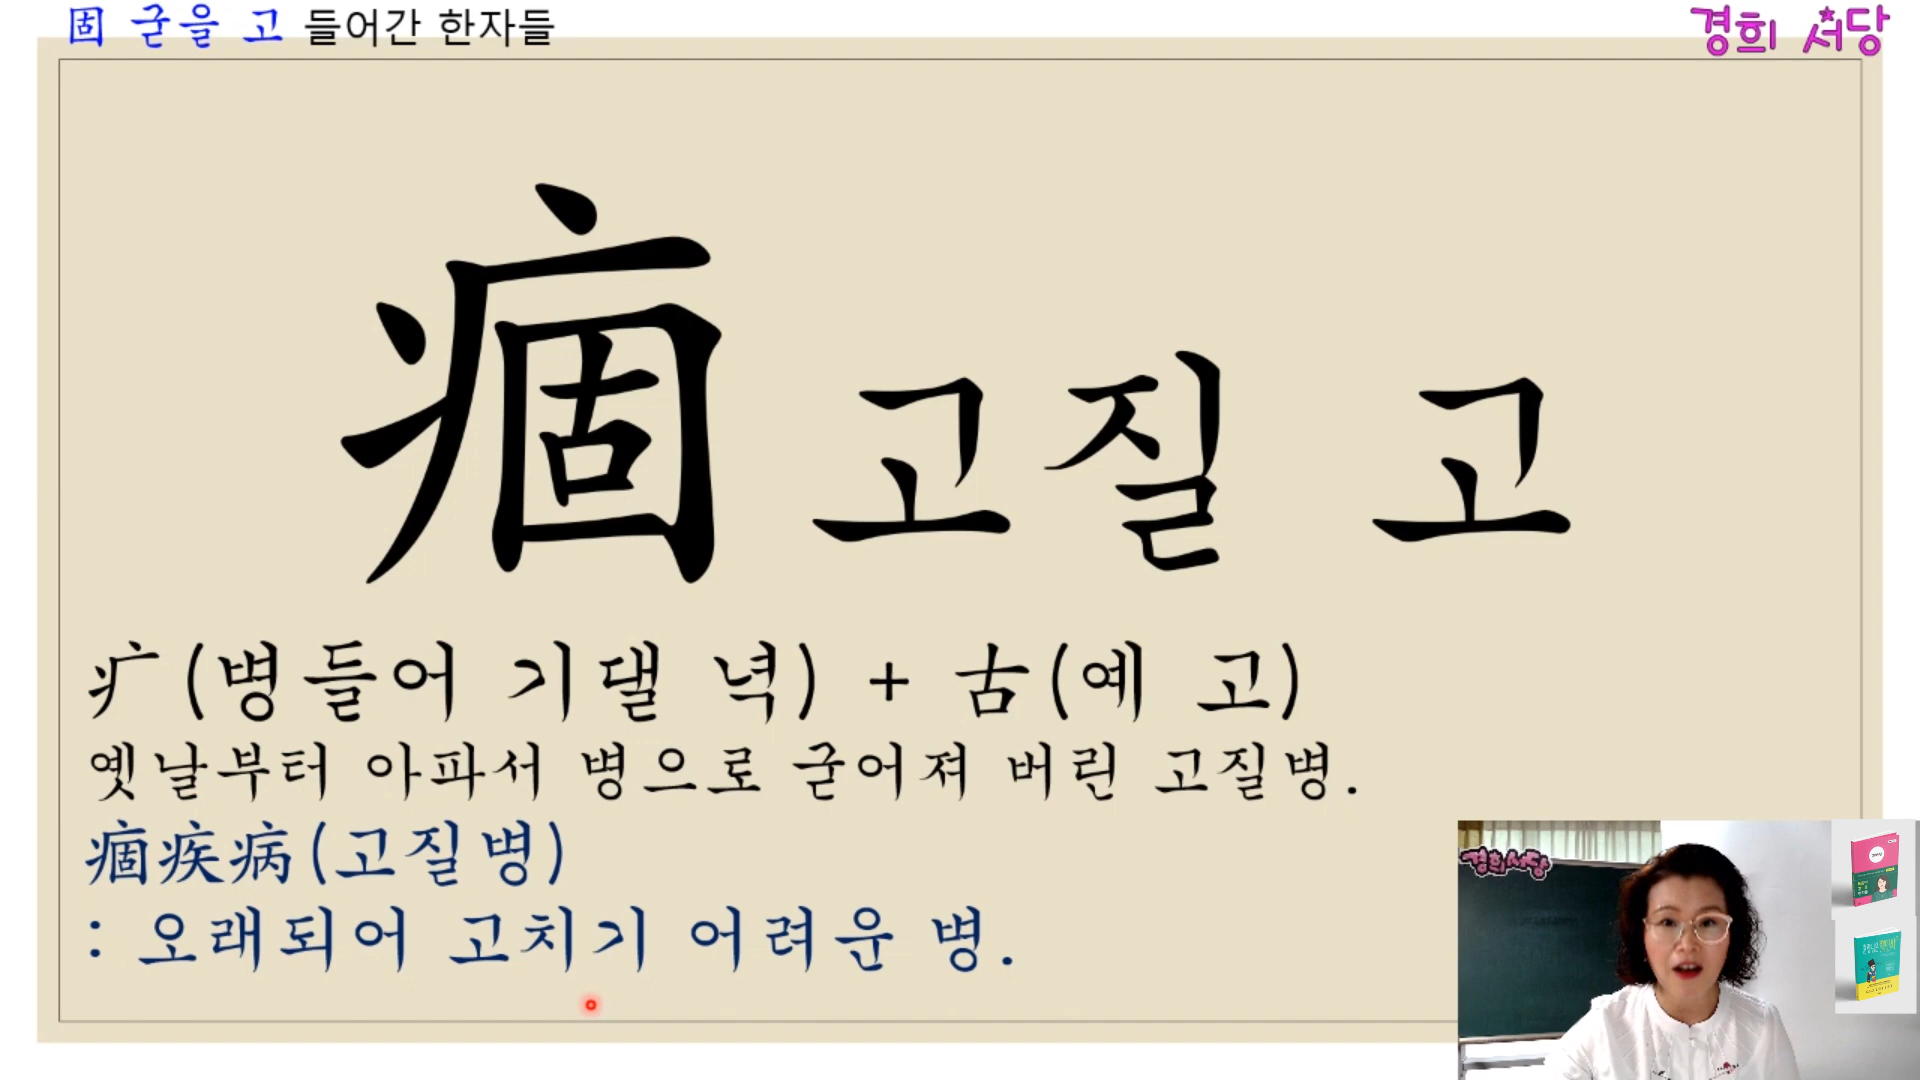 固 굳을 고 들어간 한자들
경희 서당
痼 고질 고
疒(병들어 기댈 녁) + 古(예 고)
옛날부터 아파서 병으로 굳어져 버린 고질병.
痼疾病(고질병)
: 오래되어 고치기 어려운 병.
경희서당